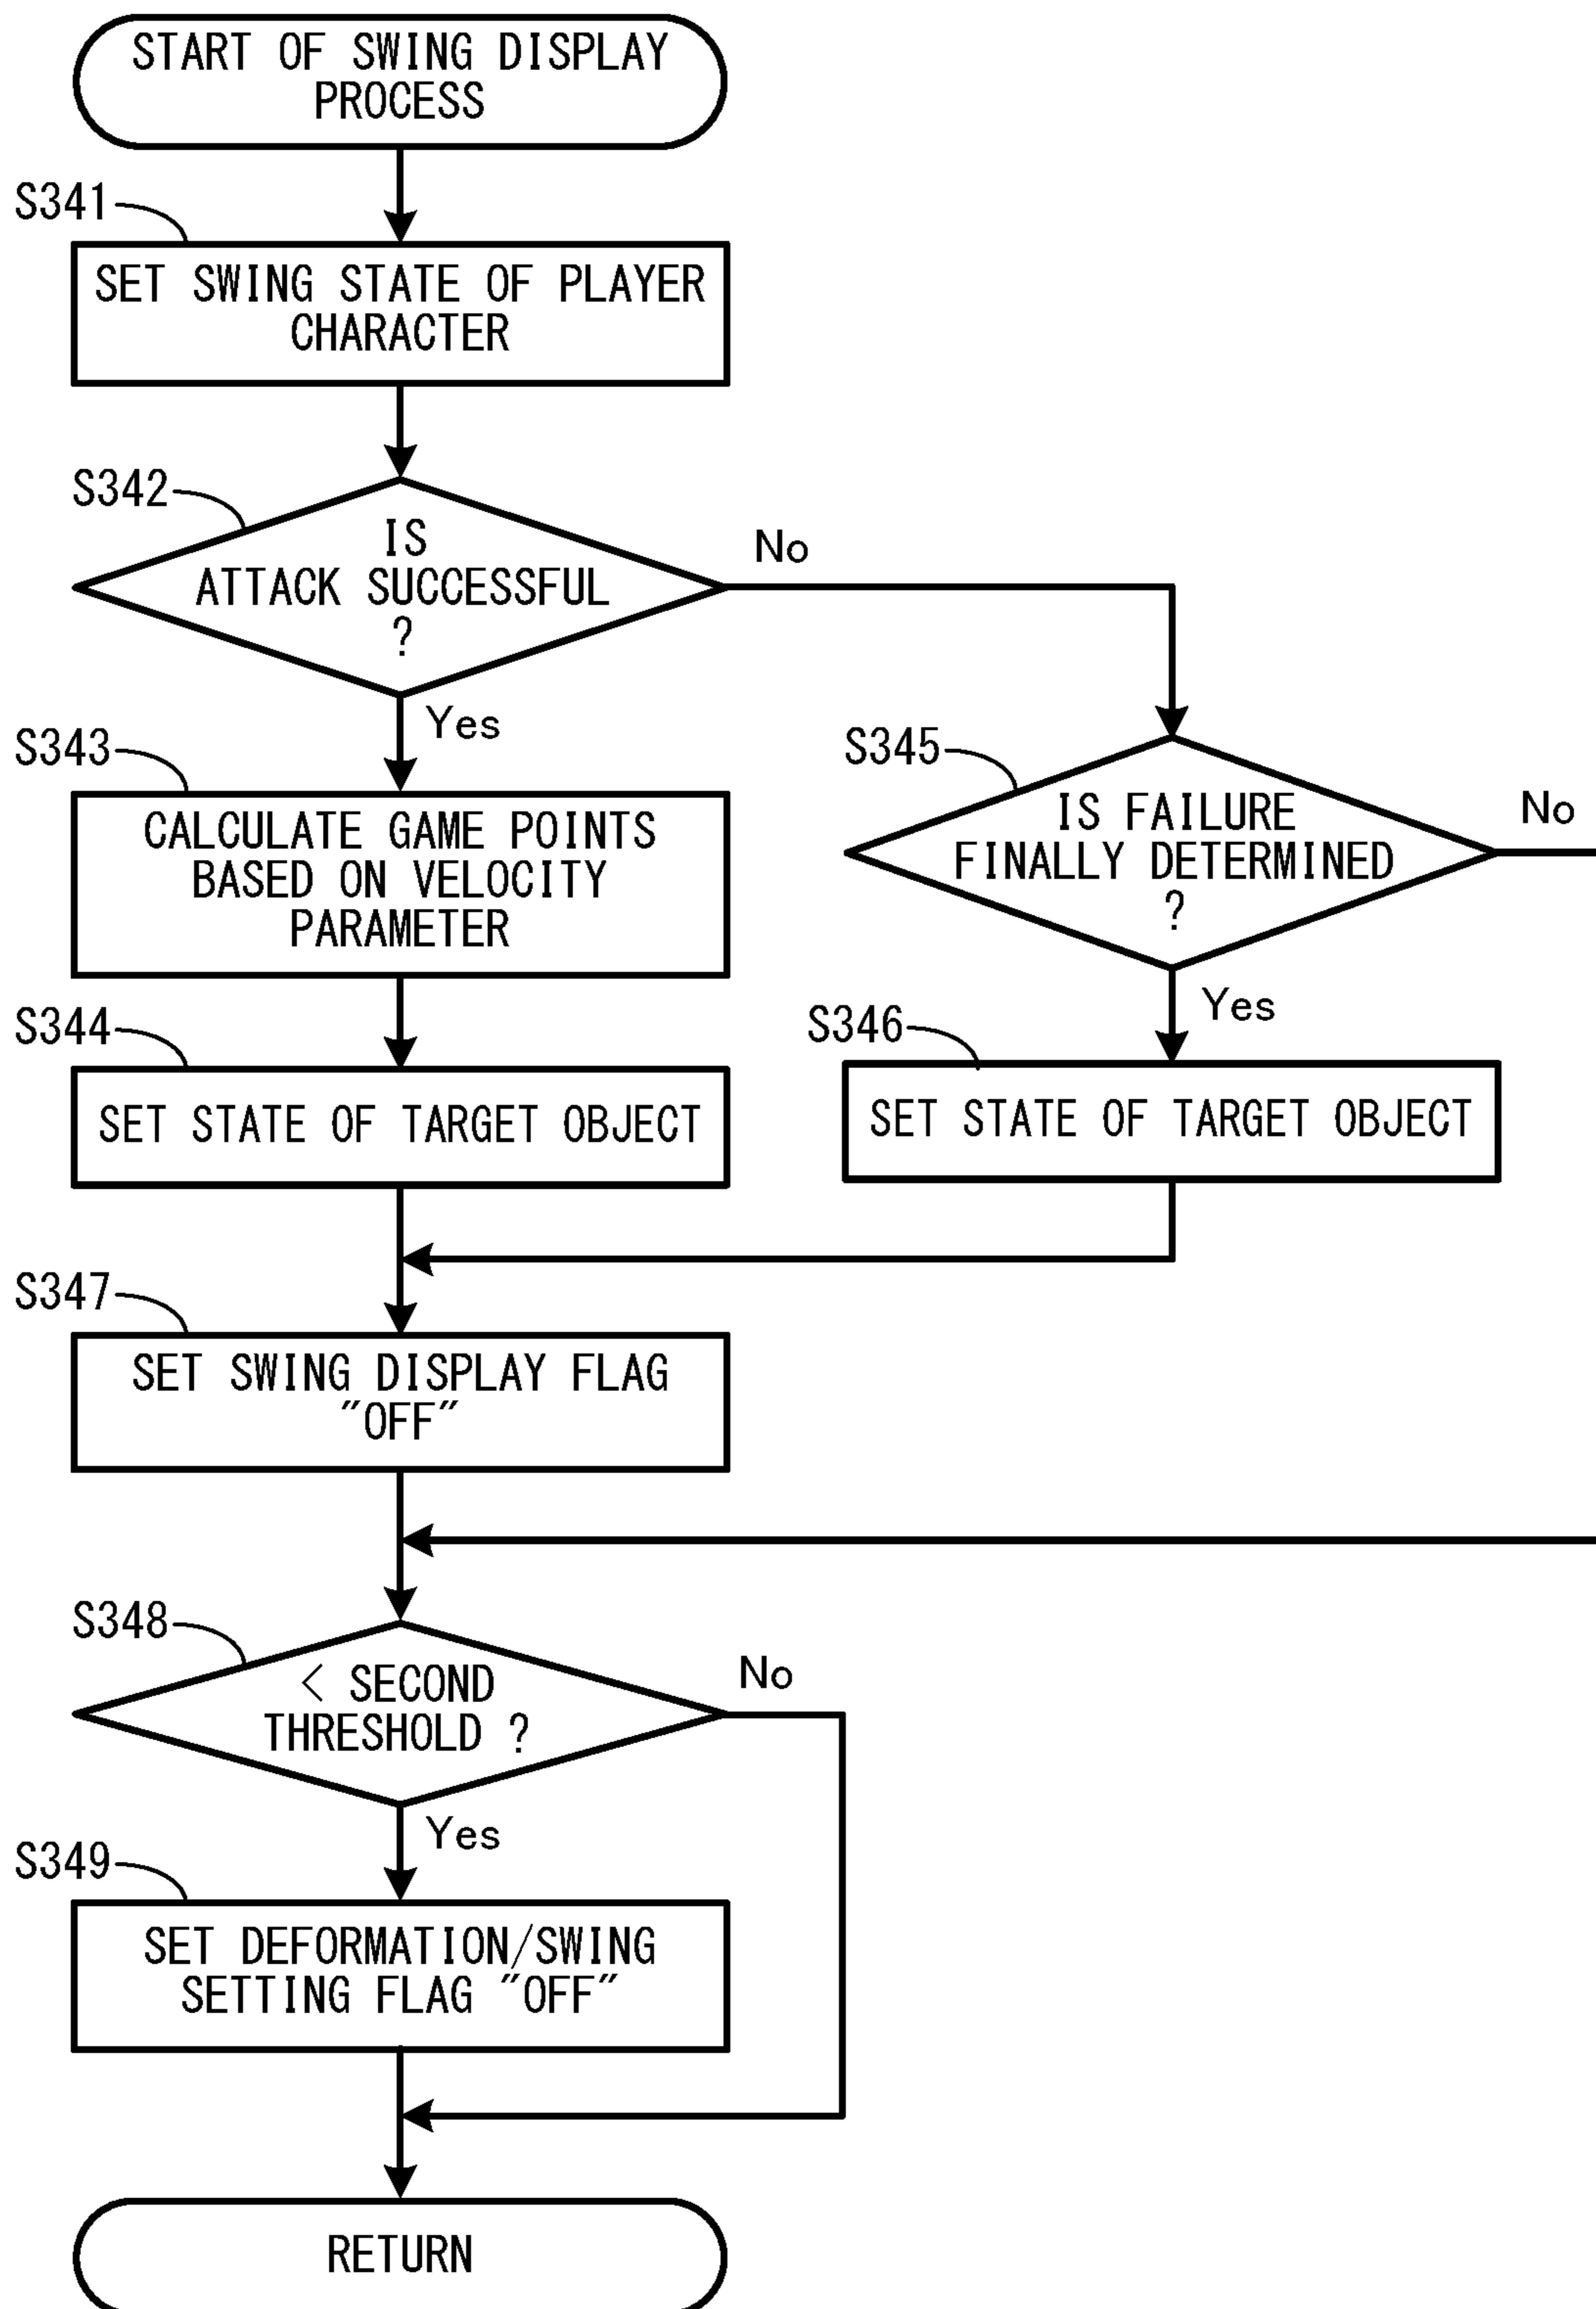 START OF SWING DISPLAY
PROCESS
S341
SET SWING STATE OF PLAYER
CHARACTER
S342
IS
ATTACK SUCCESSFUL
?
No
Yes
S343
CALCULATE GAME POINTS
BASED ON VELOCITY
PARAMETER
S345
IS FAILURE
FINALLY DETERMINED
?
No
Yes
S344
SET STATE OF TARGET OBJECT
S346
SET STATE OF TARGET OBJECT
S347
SET SWING DISPLAY FLAG
"OFF"
S348
< SECOND
THRESHOLD ?
No
Yes
S349
SET DEFORMATION/SWING
SETTING FLAG "OFF"
RETURN